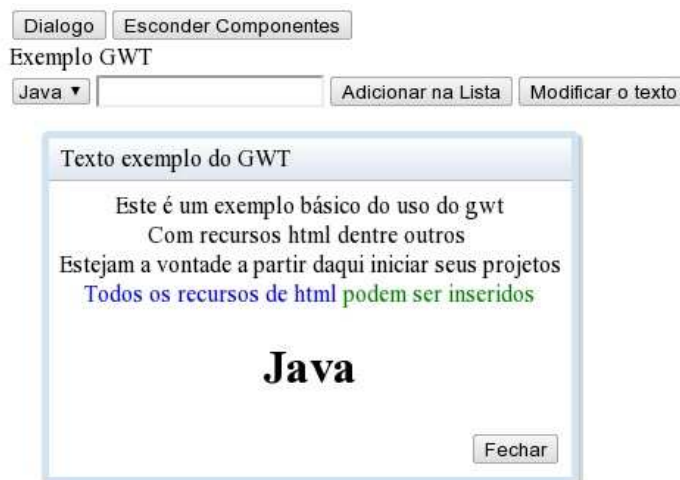 Dialogo Esconder Componentes
Exemplo GWT
Java Adicionar na Lista Modificar o texto
Texto exemplo do GWT
Este é um exemplo básico do uso do gwt
Com recursos html dentre outros
Estejam a vontade a partir daqui iniciar seus projetos
Todos os recursos de html podem ser inseridos
Java
Fechar